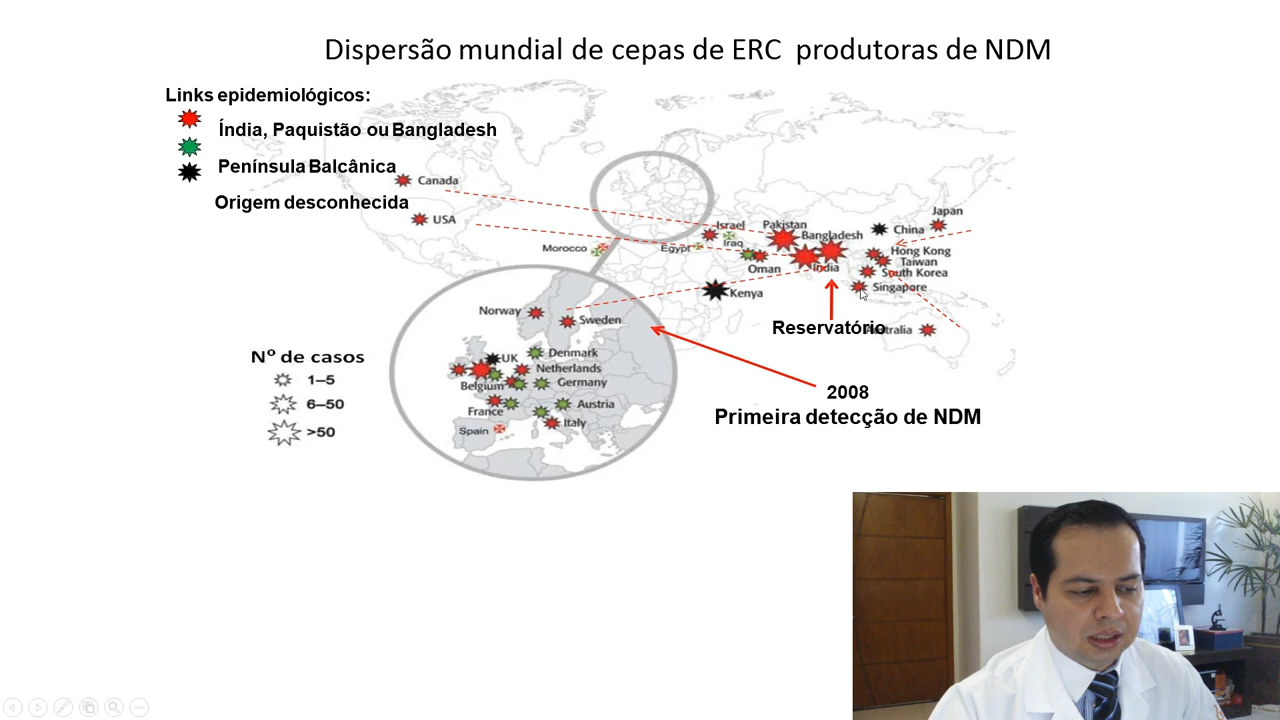 Dispersão mundial de cepas de ERC produtoras de NDM
Links epidemiológicos:
Índia, Paquistão ou Bangladesh
Península Balcânica
Origem desconhecida
Canada
USA
Morocco
Egypt
Israel
Iraq
Oman
Pakistan
Bangladesh
India
China
Japan
Hong Kong
Taiwan
South Korea
Singapore
Kenya
Reservatório
Australia
Norway
Sweden
UK
Denmark
Netherlands
Belgium
Germany
France
Austria
Spain
Italy
Nº de casos
1–5
6–50
>50
2008
Primeira detecção de NDM